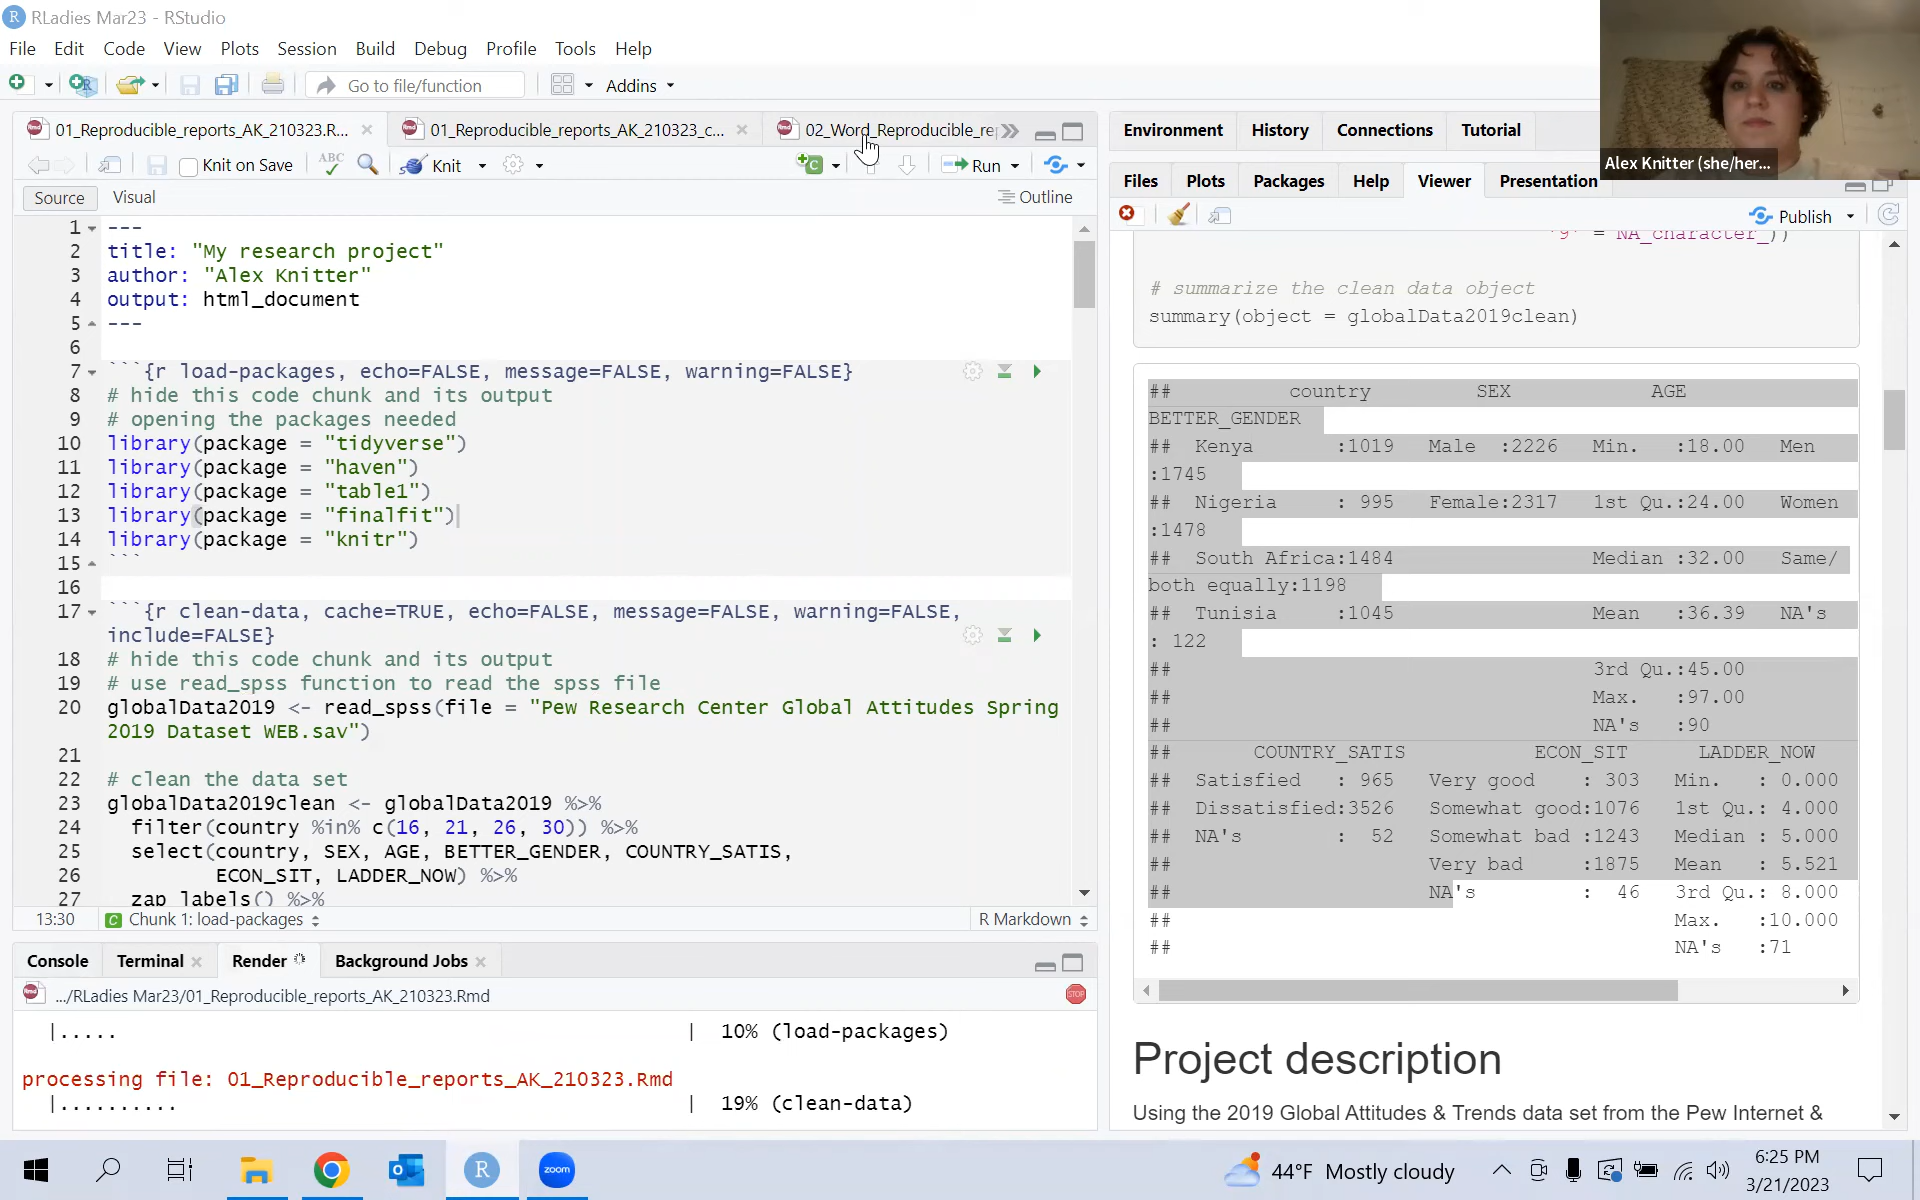 RLadies Mar23 - RStudio
File Edit Code View Plots Session Build Debug Profile Tools Help
Go to file/function Addins
01_Reproducible_reports_AK_210323.R... 01_Reproducible_reports_AK_210323_c... 02_Word_Reproducible_re
Knit on Save ABC Knit Run
Source Visual Outline
1 ---
2 title: "My research project"
3 author: "Alex Knitter"
4 output: html_document
5 ---
6
7 ```{r load-packages, echo=FALSE, message=FALSE, warning=FALSE}
8 # hide this code chunk and its output
9 # opening the packages needed
10 library(package = "tidyverse")
11 library(package = "haven")
12 library(package = "table1")
13 library(package = "finalfit")
14 library(package = "knitr")
15 ```
16
17 ```{r clean-data, cache=TRUE, echo=FALSE, message=FALSE, warning=FALSE,
include=FALSE}
18 # hide this code chunk and its output
19 # use read_spss function to read the spss file
20 globalData2019 <- read_spss(file = "Pew Research Center Global Attitudes Spring
2019 Dataset WEB.sav")
21
22 # clean the data set
23 globalData2019clean <- globalData2019 %>%
24 filter(country %in% c(16, 21, 26, 30)) %>%
25 select(country, SEX, AGE, BETTER_GENDER, COUNTRY_SATIS,
26 ECON_SIT, LADDER_NOW) %>%
27 zap_labels() %>%
13:30 Chunk 1: load-packages R Markdown
Console Terminal Render Background Jobs
.../RLadies Mar23/01_Reproducible_reports_AK_210323.Rmd
STOP
|..... | 10% (load-packages)
processing file: 01_Reproducible_reports_AK_210323.Rmd
|.......... | 19% (clean-data)
Environment History Connections Tutorial
Alex Knitter (she/her...
Files Plots Packages Help Viewer Presentation
Publish
'9' = NA_character_))
# summarize the clean data object
summary(object = globalData2019clean)
## country SEX AGE
BETTER_GENDER
## Kenya :1019 Male :2226 Min. :18.00 Men
:1745
## Nigeria : 995 Female:2317 1st Qu.:24.00 Women
:1478
## South Africa:1484 Median :32.00 Same/
both equally:1198
## Tunisia :1045 Mean :36.39 NA's
: 122
## 3rd Qu.:45.00
## Max. :97.00
## NA's :90
## COUNTRY_SATIS ECON_SIT LADDER_NOW
## Satisfied : 965 Very good : 303 Min. : 0.000
## Dissatisfied:3526 Somewhat good:1076 1st Qu.: 4.000
## NA's : 52 Somewhat bad :1243 Median : 5.000
## Very bad :1875 Mean : 5.521
## NA's : 46 3rd Qu.: 8.000
## Max. :10.000
## NA's :71
Project description
Using the 2019 Global Attitudes & Trends data set from the Pew Internet &
zoom
44°F Mostly cloudy
6:25 PM
3/21/2023